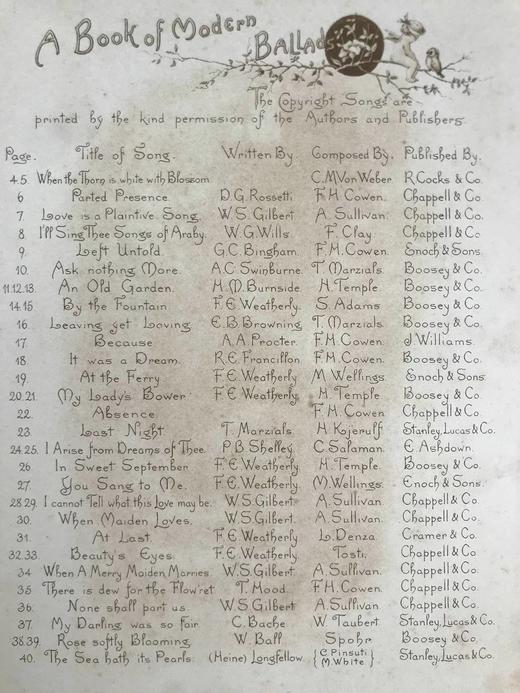 A Book of Modern
Ballads
The Copyright Songs are
printed by the kind permission of the Authors and Publishers.
Page. Title of Song. Written By. Composed By. Published By.
4.5. When the Thorn is white with Blossom C.M.Von Weber R.Cocks & Co.
6 Parted Presence D.G.Rossetti F.H.Cowen. Chappell & Co.
7. Love is a Plaintive Song. W.S.Gilbert A.Sullivan. Chappell & Co.
8 I'll Sing Thee Songs of Araby. W.G.Wills. F.Clay. Chappell & Co
9. Left Untold. G.C.Bingham. F.H.Cowen. Enoch & Sons.
10. Ask nothing More. A.C.Swinburne. T.Marzials. Boosey & Co.
11.12.13. An Old Garden. H.M.Burnside. H.Temple. Boosey & Co.
14.15 By the Fountain F.E.Weatherly. S.Adams Boosey & Co.
16. Leaving yet Loving E.B.Browning T.Marzials. Boosey & Co.
17. Because A.A.Procter. F.H.Cowen. J.Williams.
18. It was a Dream. R.E.Francillon F.H.Cowen. Boosey & Co.
19. At the Ferry F.E.Weatherly M.Wellings. Enoch & Sons.
20.21. My Lady's Bower F.E.Weatherly. H.Temple Boosey & Co.
22. Absence. F.H.Cowen Chappell & Co.
23. Last Night. T.Marzials. H.Kojerulf Stanley,Lucas & Co.
24.25. I Arise from Dreams of Thee. P.B.Shelley. C.Salaman. E.Ashdown.
26 In Sweet September F.E.Weatherly H.Temple. Boosey & Co.
27. You Sang to Me. F.E.Weatherly. M.Wellings. Enoch & Sons.
28.29. I cannot Tell what this Love may be. W.S.Gilbert A.Sullivan. Chappell & Co.
30. When Maiden Loves. W.S.Gilbert. A.Sullivan. Chappell & Co.
31. At Last. F.E.Weatherly L.Denza. Cramer & Co.
32.33. Beauty's Eyes. F.E.Weatherly. Tosti. Chappell & Co.
34 When A Merry Maiden Marries. W.S.Gilbert. A.Sullivan. Chappell & Co.
35 There is dew for the Flow'ret T.Hood. F.H.Cowen. Chappell & Co.
36. None shall part us. W.S.Gilbert A.Sullivan. Chappell & Co.
37. My Darling was so fair. C.Bache W.Taubert Stanley,Lucas & Co.
38.39. Rose softly Blooming. W.Ball Spohr. Boosey & Co.
40. The Sea hath its Pearls. (Heine) Longfellow. {C.Pinsuti M.White} Stanley,Lucas & Co.